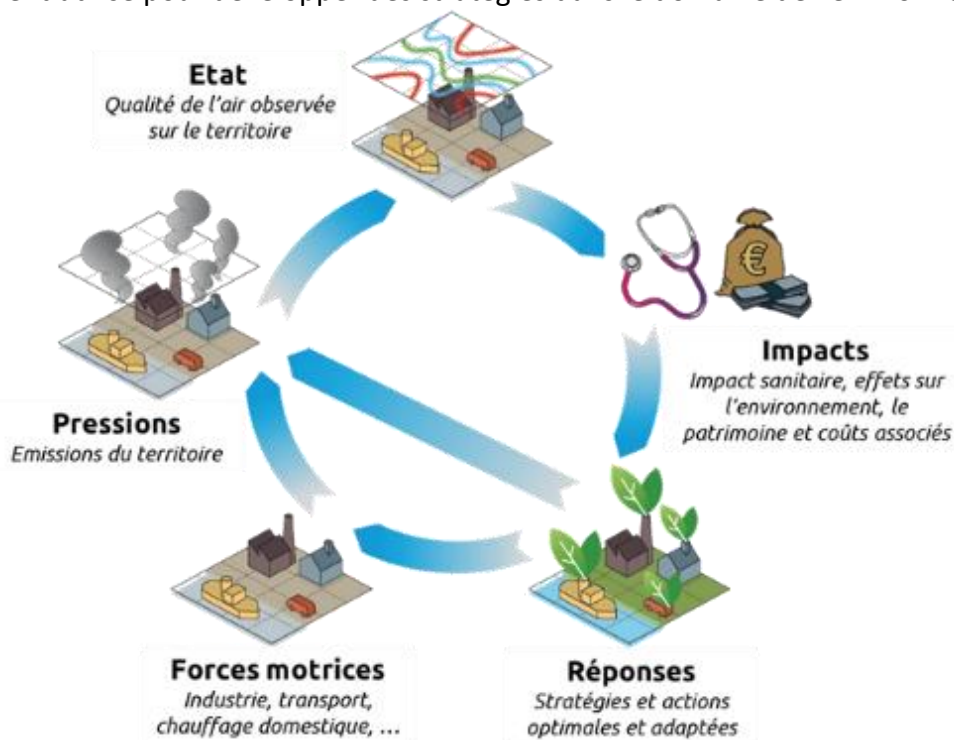 Etat
Qualité de l'air observée
sur le territoire
€
Impacts
Impact sanitaire, effets sur
l'environnement, le
patrimoine et coûts associés
Pressions
Emissions du territoire
Forces motrices
Industrie, transport,
chauffage domestique, ...
Réponses
Stratégies et actions
optimales et adaptées